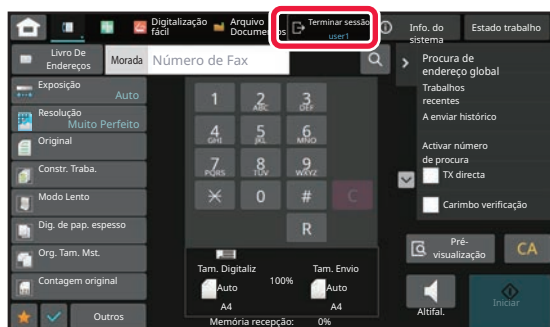 Digitalização fácil
Arquivo Documentos
Terminar sessão
user1
Info. do sistema
Estado trabalho
Livro De Endereços
Morada
Número de Fax
Procura de endereço global
Exposição
Auto
Resolução
Muito Perfeito
Original
Constr. Traba.
Modo Lento
Dig. de pap. espesso
Org. Tam. Mst.
Contagem original
Outros
1
2
ABC
3
DEF
4
GHI
5
JKL
6
MNO
7
PQRS
8
TUV
9
WXYZ
0
#
C
R
Tam. Digitaliz
100%
Tam. Envio
Auto
Auto
A4
A4
Memória recepção: 0%
Trabalhos recentes
A enviar histórico
Activar número de procura
TX directa
Carimbo verificação
Pré-visualização
CA
Altifal.
Iniciar